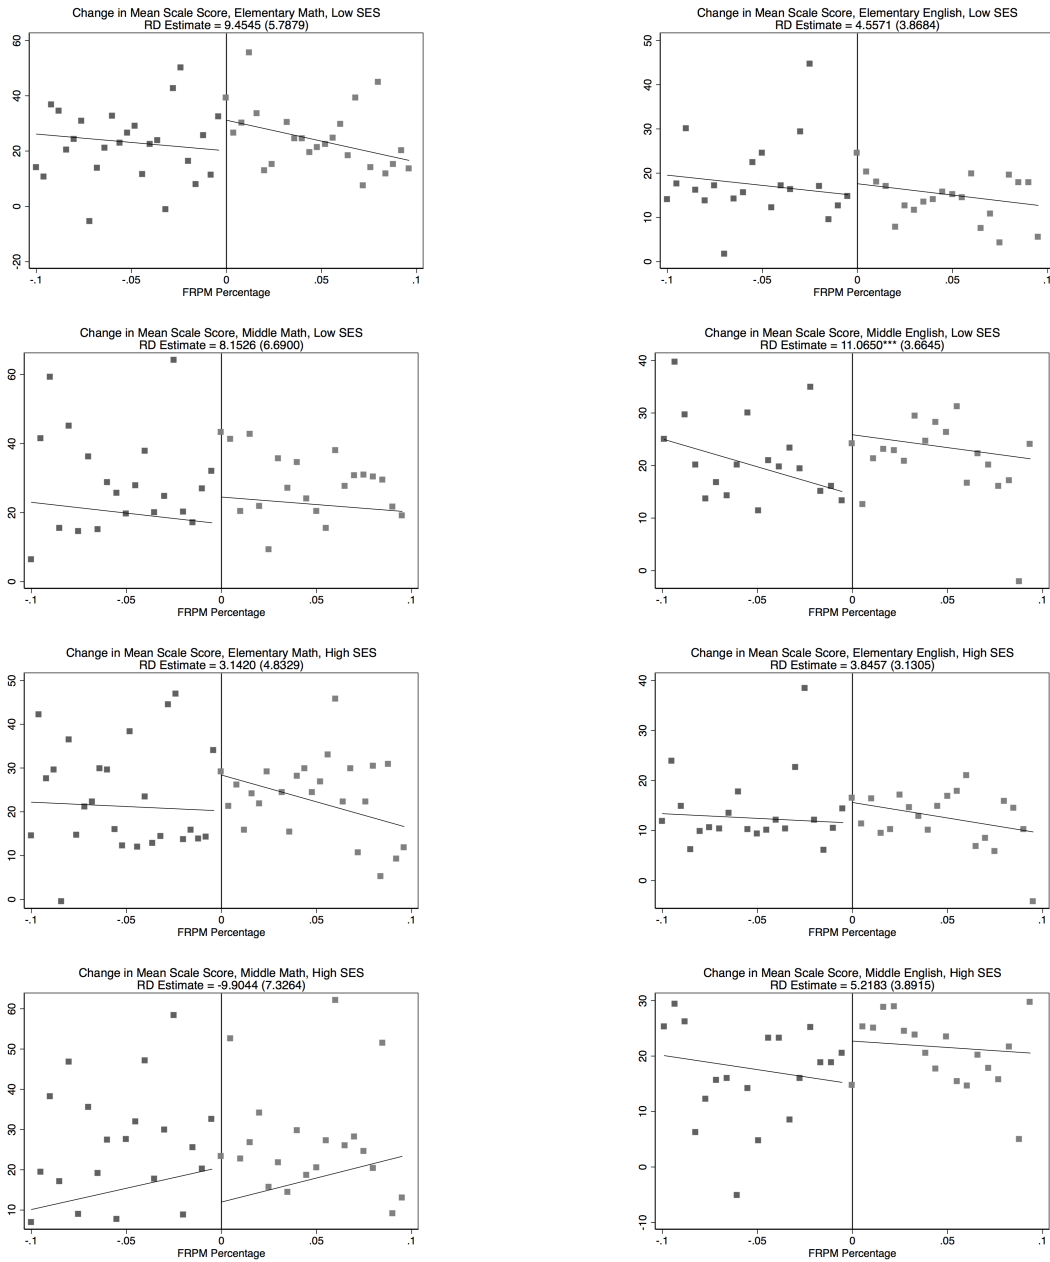 Change in Mean Scale Score, Elementary Math, Low SES
RD Estimate = 9.4545 (5.7879)
60
40
20
0
-20
-.1 -.05 0 .05 .1
FRPM Percentage
Change in Mean Scale Score, Elementary English, Low SES
RD Estimate = 4.5571 (3.8684)
50
40
30
20
10
0
-.1 -.05 0 .05 .1
FRPM Percentage
Change in Mean Scale Score, Middle Math, Low SES
RD Estimate = 8.1526 (6.6900)
60
40
20
0
-.1 -.05 0 .05 .1
FRPM Percentage
Change in Mean Scale Score, Middle English, Low SES
RD Estimate = 11.0650*** (3.6645)
40
30
20
10
0
-.1 -.05 0 .05 .1
FRPM Percentage
Change in Mean Scale Score, Elementary Math, High SES
RD Estimate = 3.1420 (4.8329)
50
40
30
20
10
0
-.1 -.05 0 .05 .1
FRPM Percentage
Change in Mean Scale Score, Elementary English, High SES
RD Estimate = 3.8457 (3.1305)
40
30
20
10
0
-.1 -.05 0 .05 .1
FRPM Percentage
Change in Mean Scale Score, Middle Math, High SES
RD Estimate = -9.9044 (7.3264)
60
50
40
30
20
10
-.1 -.05 0 .05 .1
FRPM Percentage
Change in Mean Scale Score, Middle English, High SES
RD Estimate = 5.2183 (3.8915)
30
20
10
0
-10
-.1 -.05 0 .05 .1
FRPM Percentage